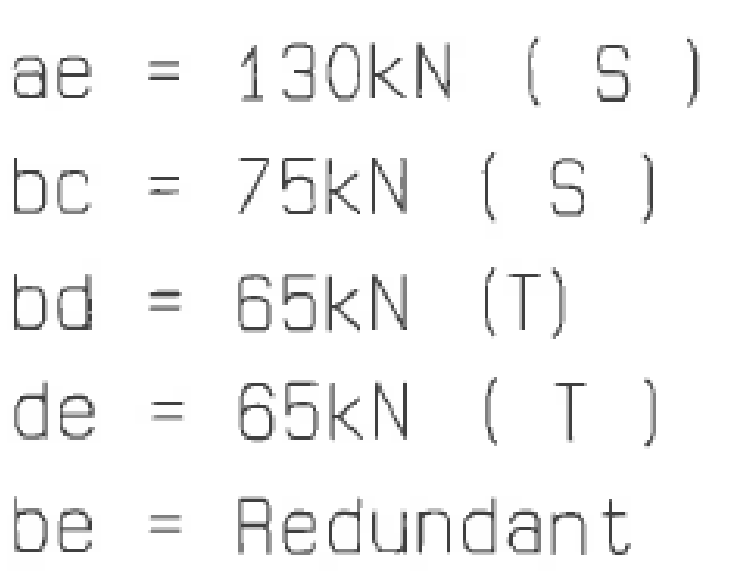 ae = 130kN ( S )
bc = 75kN ( S )
bd = 65kN (T)
de = 65kN ( T )
be = Redundant